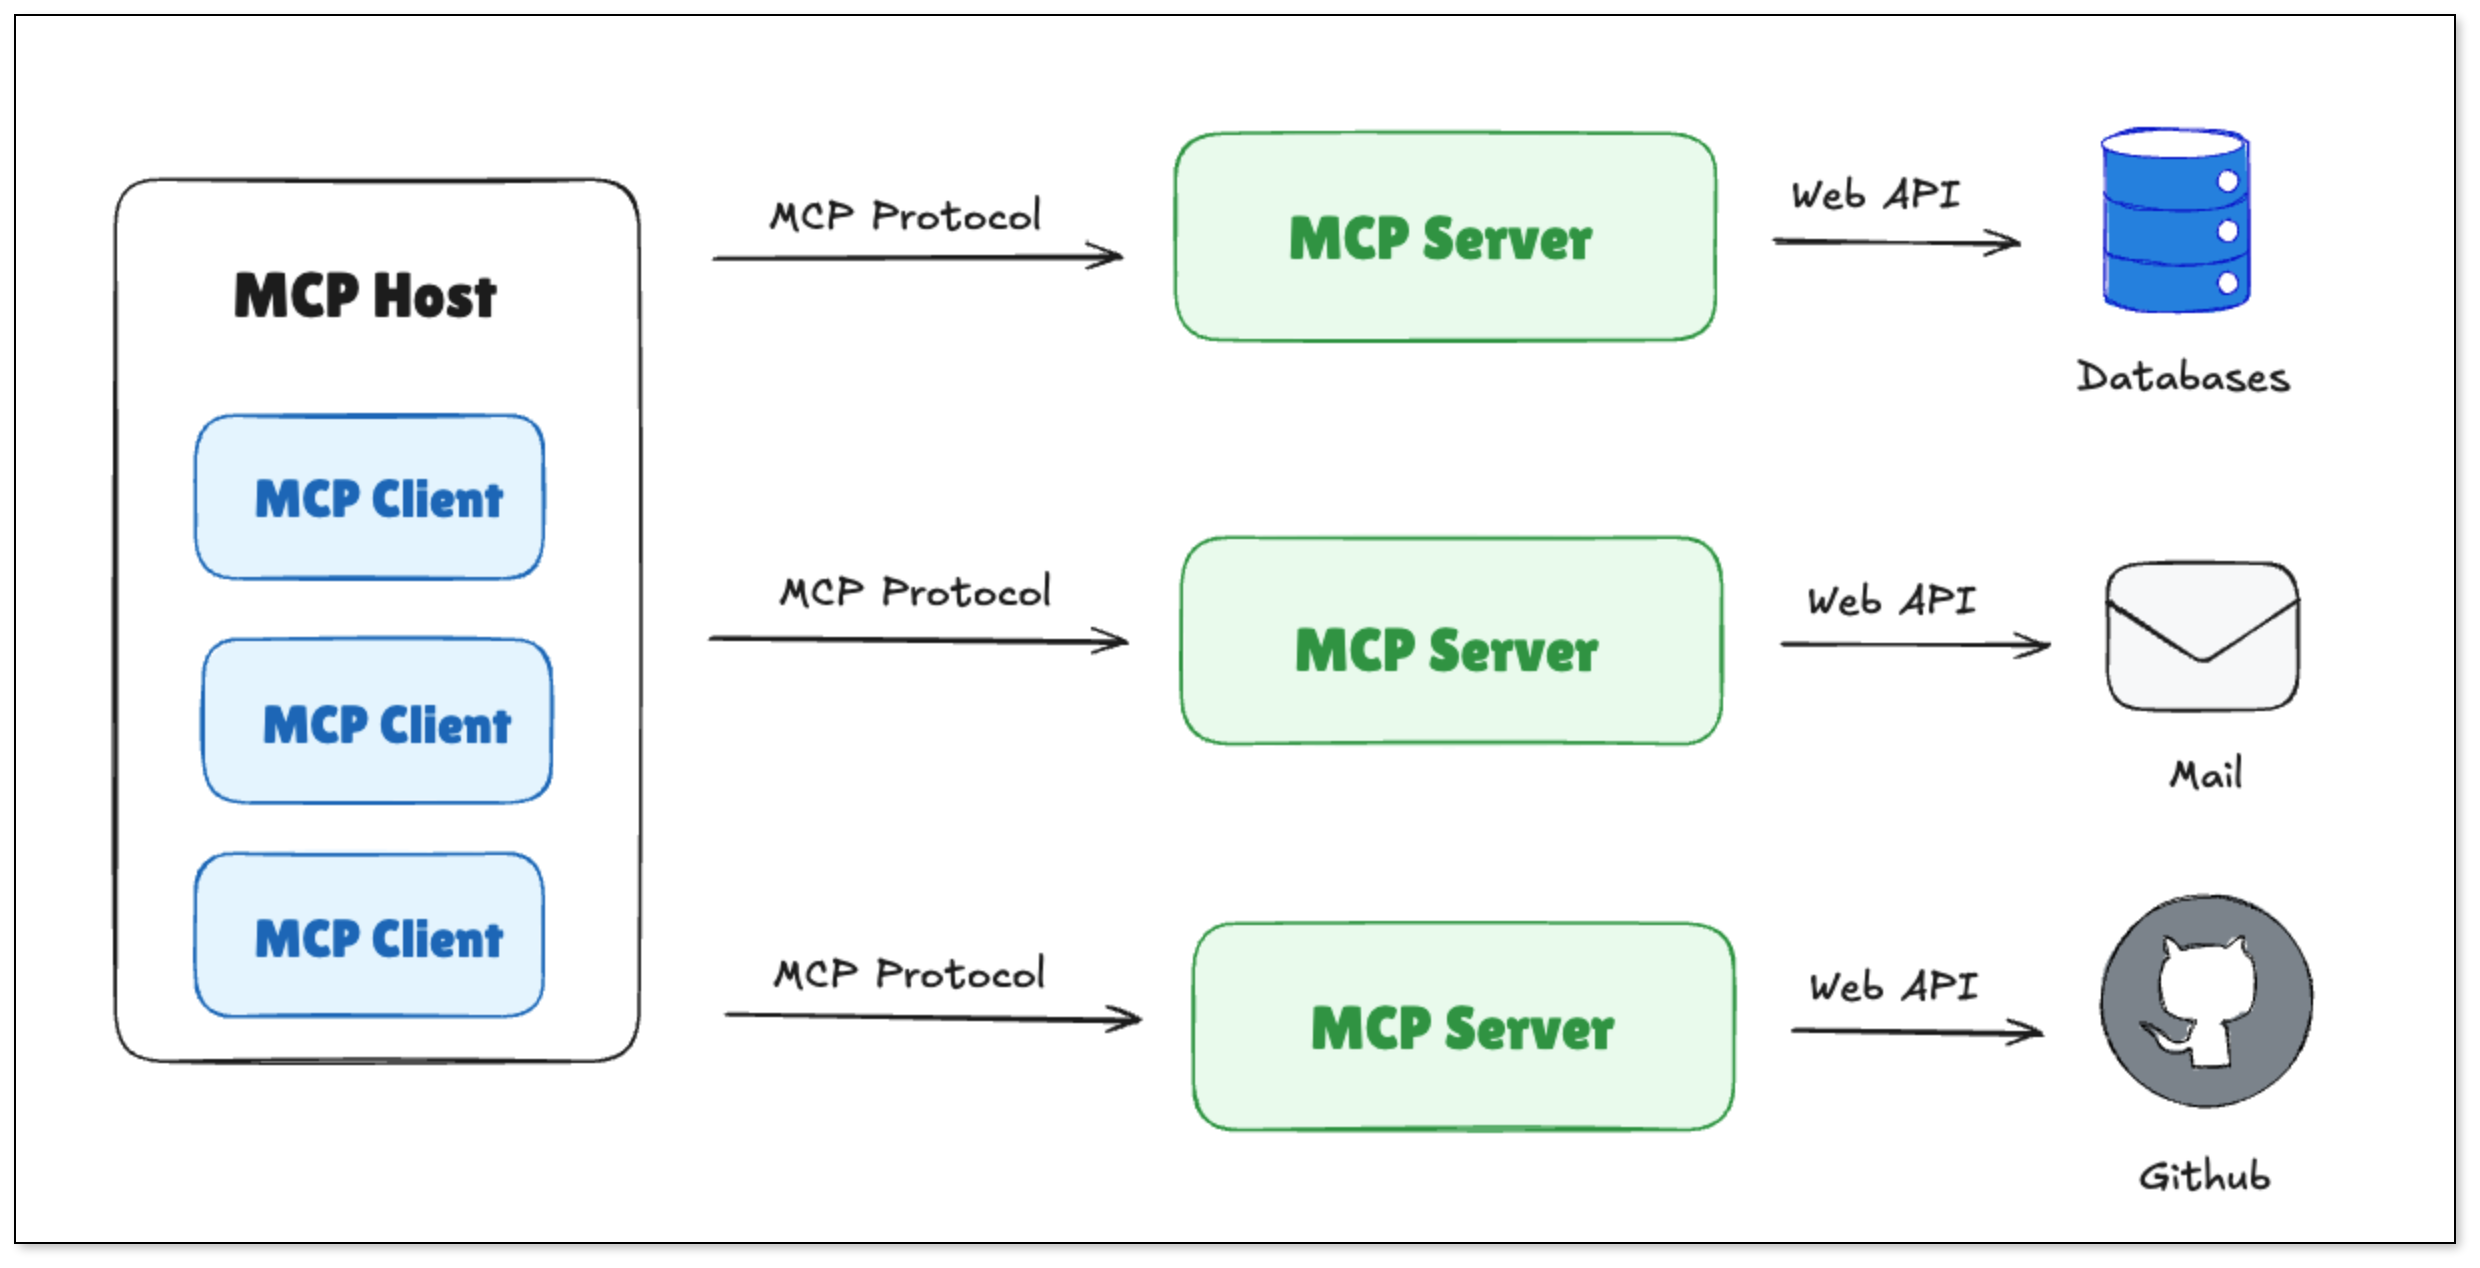 MCP Host
MCP Client
MCP Client
MCP Client
MCP Protocol
MCP Server
Web API
Databases
MCP Protocol
MCP Server
Web API
Mail
MCP Protocol
MCP Server
Web API
Github